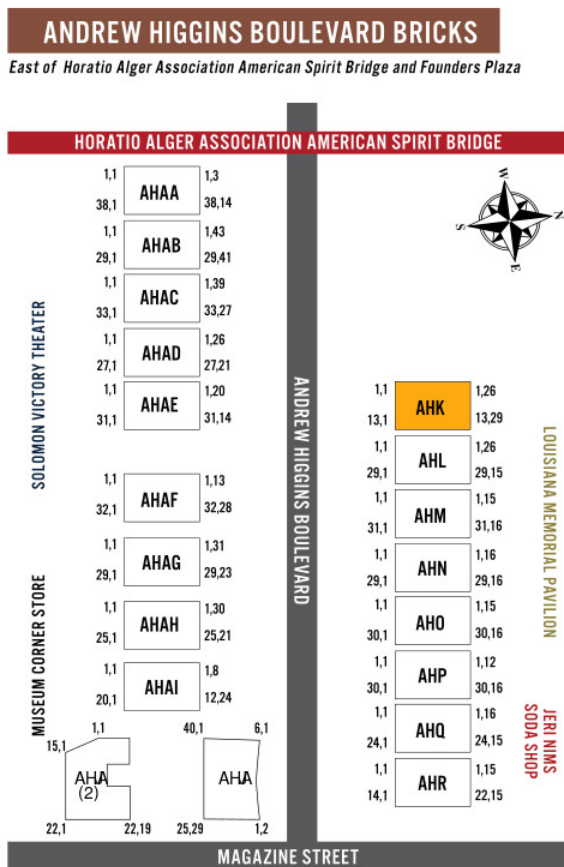 ANDREW HIGGINS BOULEVARD BRICKS
East of Horatio Alger Association American Spirit Bridge and Founders Plaza
HORATIO ALGER ASSOCIATION AMERICAN SPIRIT BRIDGE
W
N
S
E
1,1 1,3
AHAA
38,1 38,14
1,1 1,43
AHAB
29,1 29,41
1,1 1,39
AHAC
33,1 33,27
1,1 1,26
AHAD
27,1 27,21
1,1 1,20
AHAE
31,1 31,14
1,1 1,13
AHAF
32,1 32,28
1,1 1,31
AHAG
29,1 29,23
1,1 1,30
AHAH
25,1 25,21
1,1 1,8
AHAI
20,1 12,24
1,1
15,1
AHA
(2)
22,1 22,19
40,1 6,1
AHA
25,29 1,2
SOLOMON VICTORY THEATER
MUSEUM CORNER STORE
ANDREW HIGGINS BOULEVARD
1,1 1,26
AHK
13,1 13,29
1,1 1,26
AHL
29,1 29,15
1,1 1,15
AHM
31,1 31,16
1,1 1,16
AHN
29,1 29,16
1,1 1,15
AHO
30,1 30,16
1,1 1,12
AHP
30,1 30,16
1,1 1,16
AHQ
24,1 24,15
1,1 1,15
AHR
14,1 22,15
LOUISIANA MEMORIAL PAVILION
JERI NIMS
SODA SHOP
MAGAZINE STREET